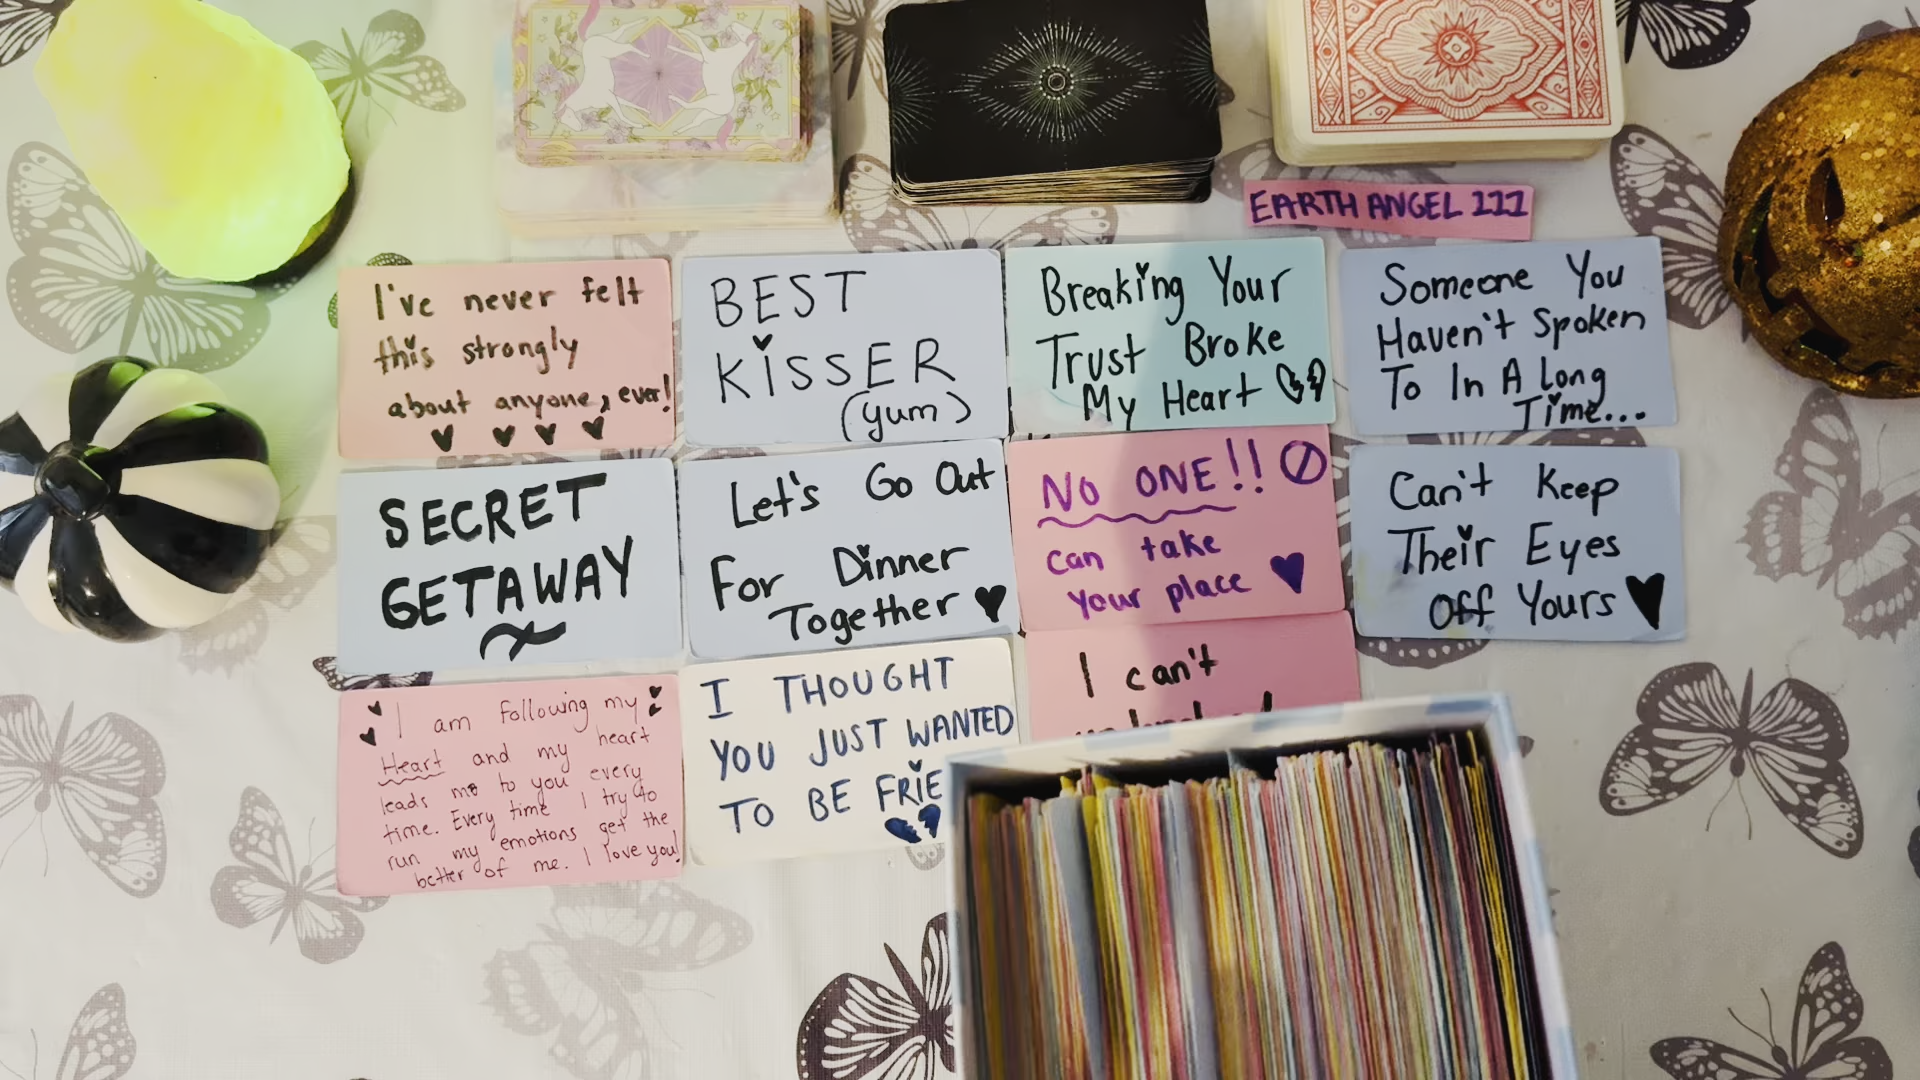 EARTH ANGEL 111
I've never felt
this strongly
about anyone, ever!
BEST
KISSER
(yum)
Breaking Your
Trust Broke
My Heart
Someone You
Haven't Spoken
To In A Long
Time...
SECRET
GETAWAY
Let's Go Out
For Dinner
Together
NO ONE!!
can take
your place
Can't Keep
Their Eyes
Off Yours
I am following my
Heart and my heart
leads me to you every
time. Every time I try to
run my emotions get the
better of me. I love you!
I THOUGHT
YOU JUST WANTED
TO BE FRIE
I can't